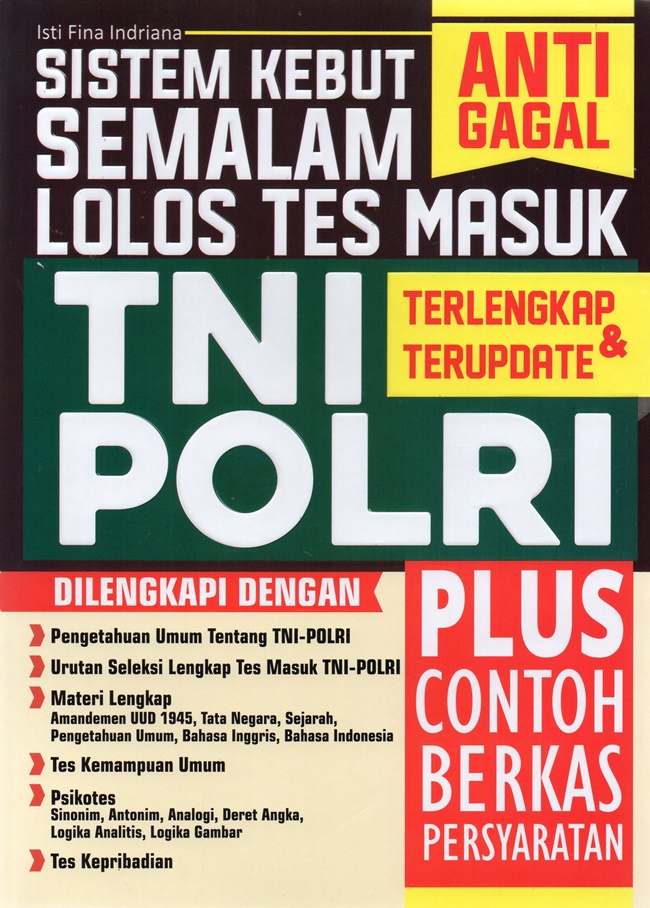 Isti Fina Indriana
SISTEM KEBUT
SEMALAM
LOLOS TES MASUK
ANTI
GAGAL
TNI
POLRI
TERLENGKAP
&
TERUPDATE
DILENGKAPI DENGAN
Pengetahuan Umum Tentang TNI-POLRI
Urutan Seleksi Lengkap Tes Masuk TNI-POLRI
Materi Lengkap
Amandemen UUD 1945, Tata Negara, Sejarah,
Pengetahuan Umum, Bahasa Inggris, Bahasa Indonesia
Tes Kemampuan Umum
Psikotes
Sinonim, Antonim, Analogi, Deret Angka,
Logika Analitis, Logika Gambar
Tes Kepribadian
PLUS
CONTOH
BERKAS
PERSYARATAN